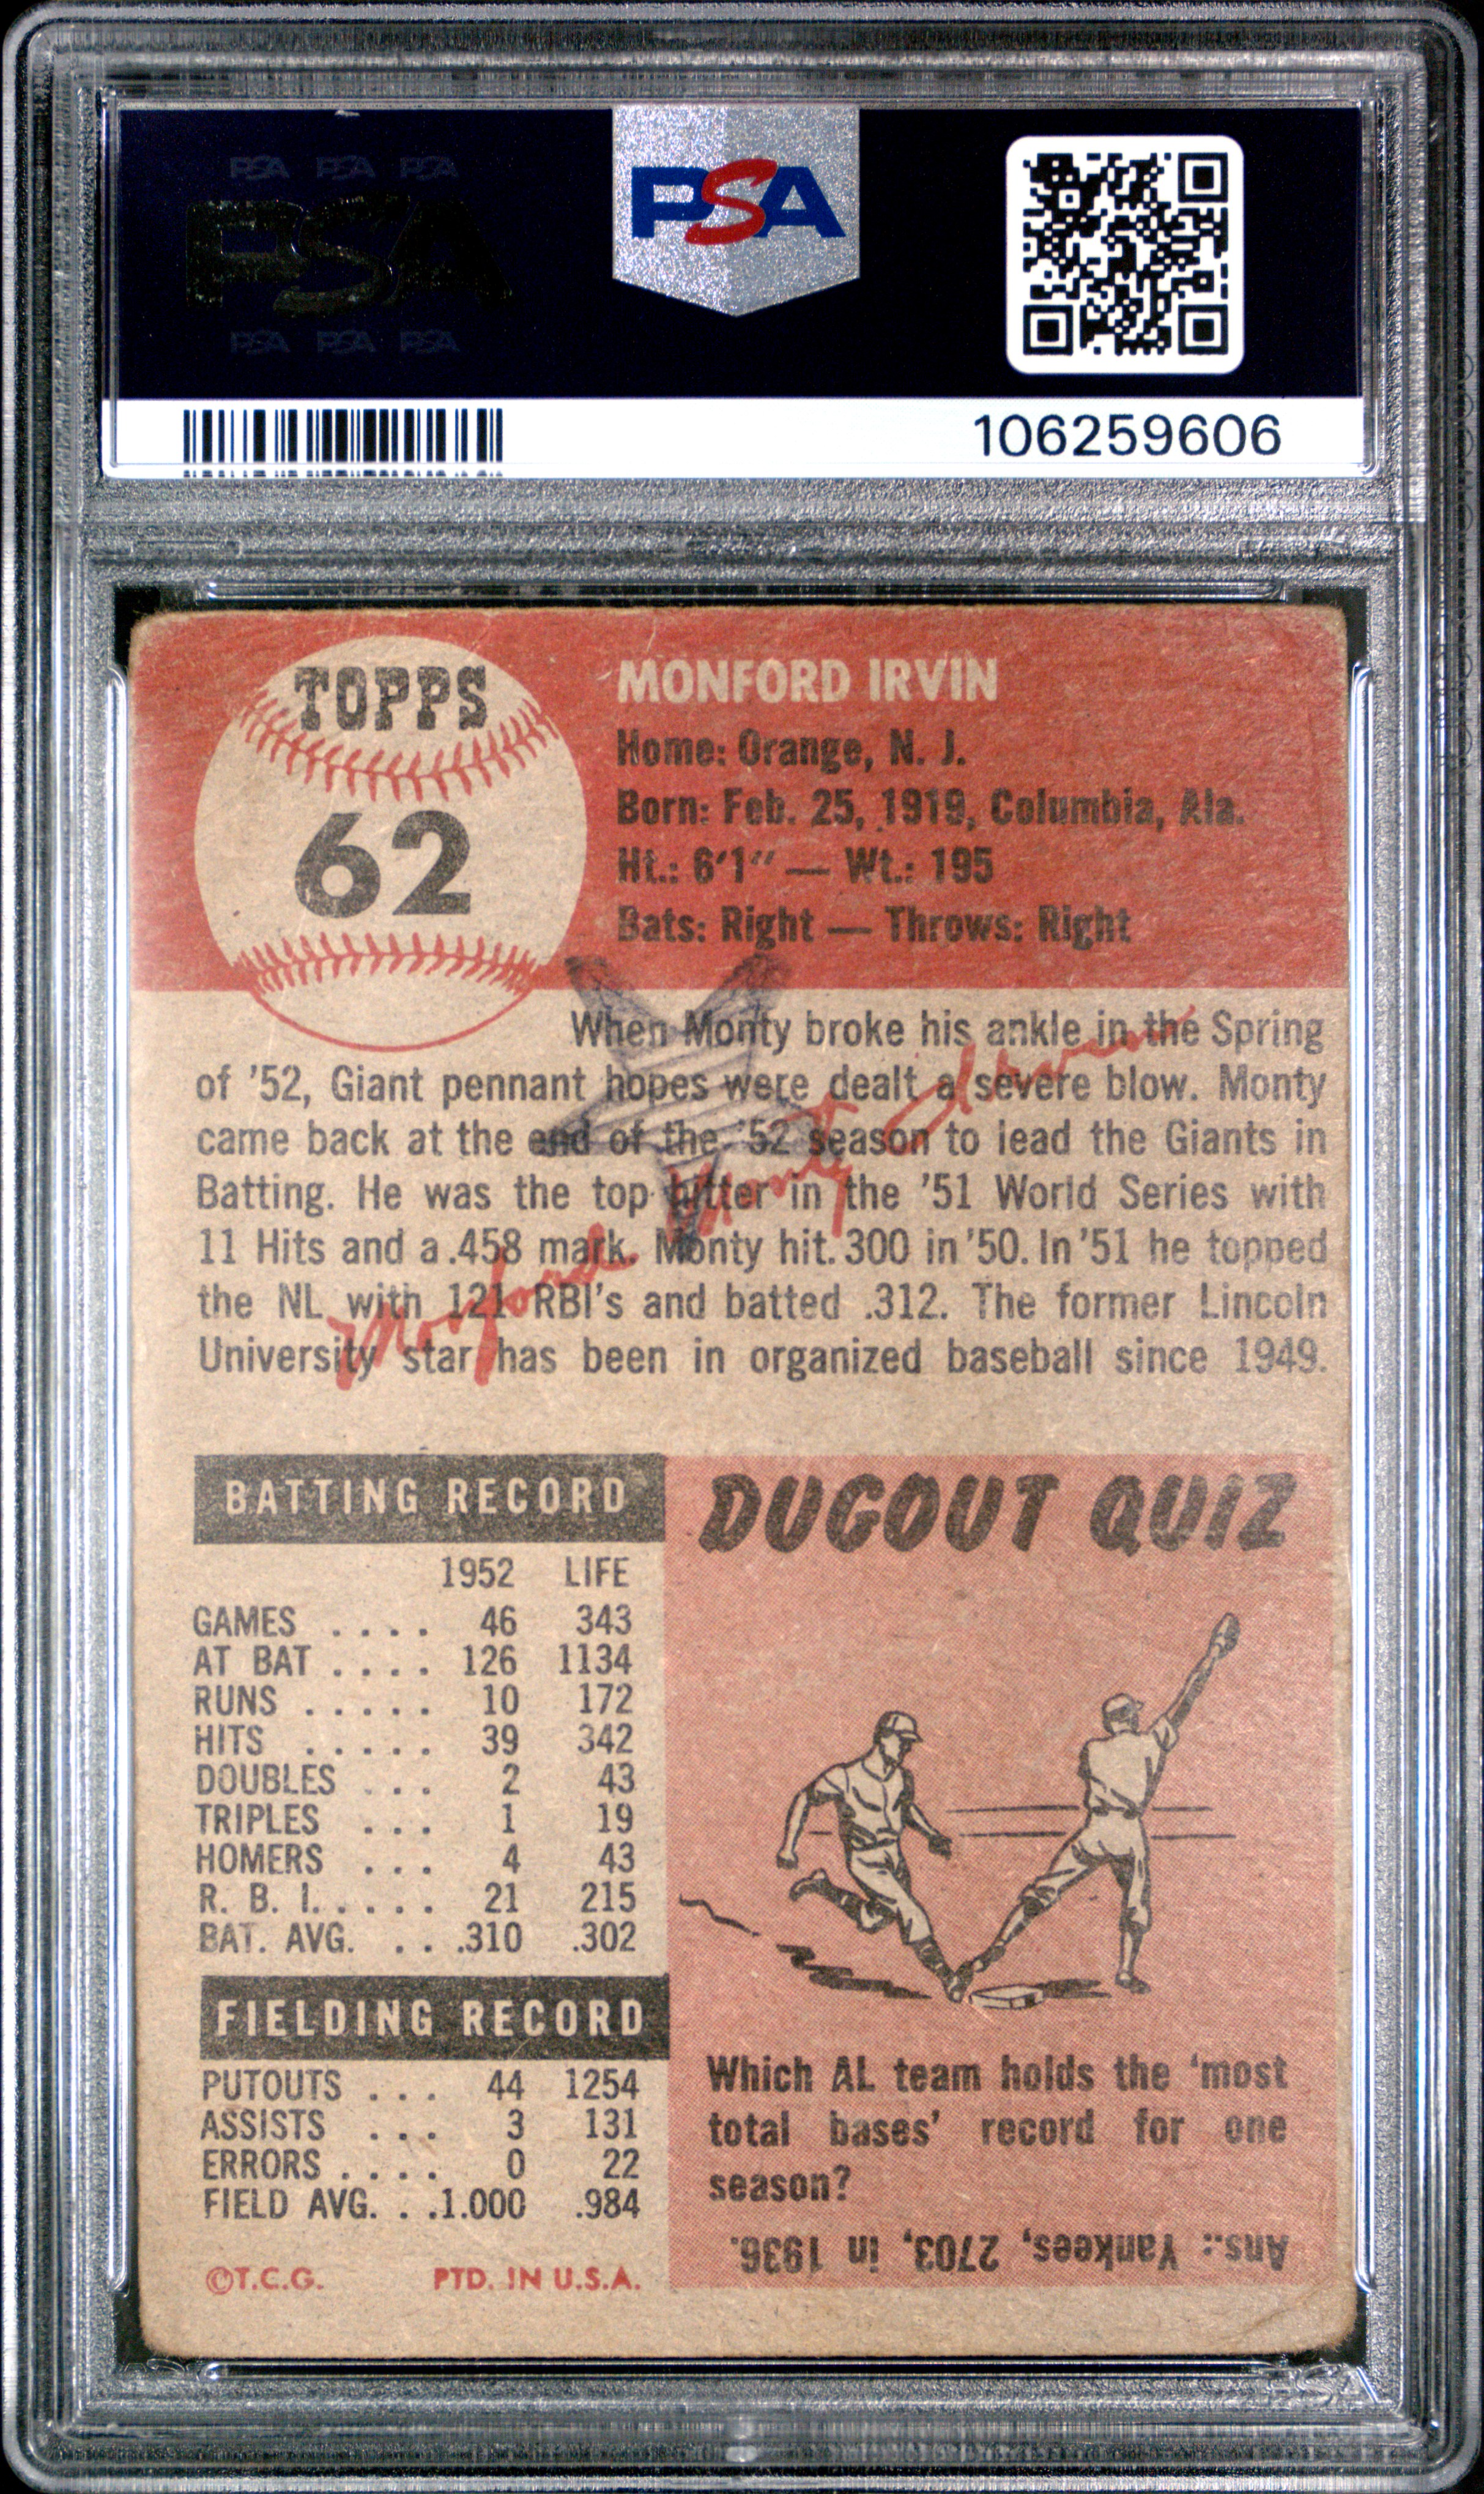 PSA PSA PSA
PSA
PSA PSA PSA
PSA
106259606
TOPPS
62
MONFORD IRVIN
Home: Orange, N. J.
Born: Feb. 25, 1919, Columbia, Ala.
Ht.: 6'1" — Wt.: 195
Bats: Right — Throws: Right
When Monty broke his ankle in the Spring
of '52, Giant pennant hopes were dealt a severe blow. Monty
came back at the end of the '52 season to lead the Giants in
Batting. He was the top hitter in the '51 World Series with
11 Hits and a .458 mark. Monty hit .300 in '50. In '51 he topped
the NL with 121 RBI's and batted .312. The former Lincoln
University star has been in organized baseball since 1949.
Monford Monty Irvin
BATTING RECORD
1952 LIFE
GAMES .... 46 343
AT BAT .... 126 1134
RUNS ..... 10 172
HITS ..... 39 342
DOUBLES ... 2 43
TRIPLES ... 1 19
HOMERS ... 4 43
R. B. I. .... 21 215
BAT. AVG. ... .310 .302
FIELDING RECORD
PUTOUTS ... 44 1254
ASSISTS ... 3 131
ERRORS .... 0 22
FIELD AVG. ..1.000 .984
©T.C.G. PTD. IN U.S.A.
DUGOUT QUIZ
Which AL team holds the 'most
total bases' record for one
season?
Ans.: Yankees, 2703, in 1936.